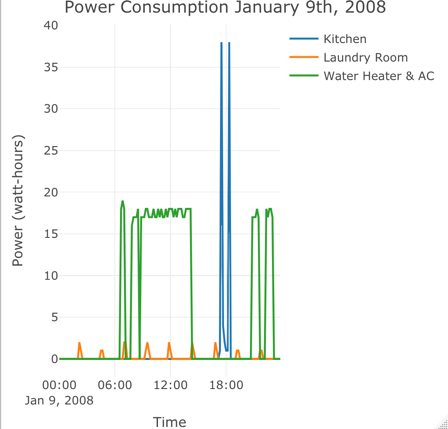 Power Consumption January 9th, 2008
40
35
30
25
20
15
10
5
0
Power (watt-hours)
00:00 06:00 12:00 18:00
Jan 9, 2008
Time
Kitchen
Laundry Room
Water Heater & AC